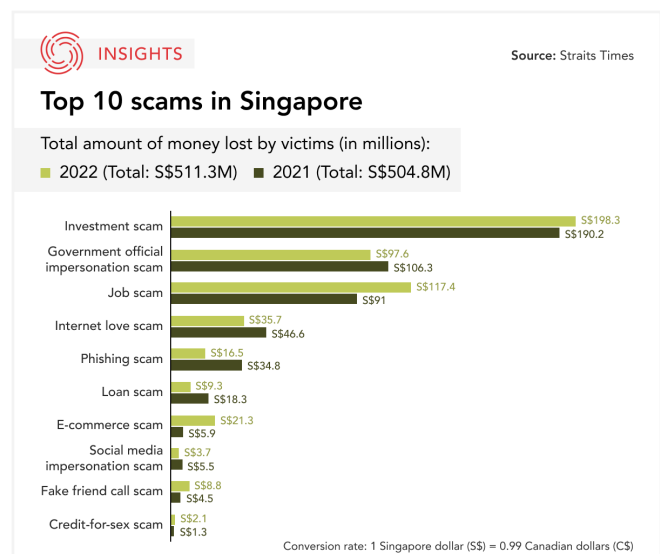 INSIGHTS
Source: Straits Times
Top 10 scams in Singapore
Total amount of money lost by victims (in millions):
2022 (Total: S$511.3M) 2021 (Total: S$504.8M)
Investment scam
S$198.3
S$190.2
Government official
impersonation scam
S$97.6
S$106.3
Job scam
S$117.4
S$91
Internet love scam
S$35.7
S$46.6
Phishing scam
S$16.5
S$34.8
Loan scam
S$9.3
S$18.3
E-commerce scam
S$21.3
S$5.9
Social media
impersonation scam
S$3.7
S$5.5
Fake friend call scam
S$8.8
S$4.5
Credit-for-sex scam
S$2.1
S$1.3
Conversion rate: 1 Singapore dollar (S$) = 0.99 Canadian dollars (C$)